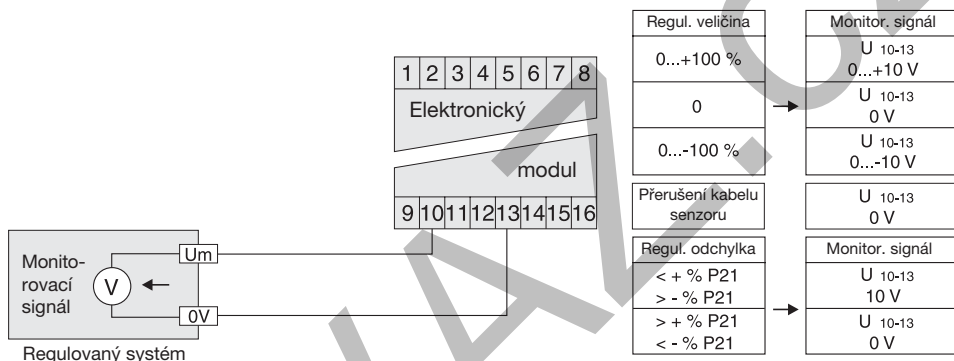 1 2 3 4 5 6 7 8
Elektronický
modul
9 10 11 12 13 14 15 16
Um
Monito-
rovací
signál
V
0V
Regulovaný systém
Regul. veličina
Monitor. signál
0...+100 %
U 10-13
0...+10 V
0
U 10-13
0 V
0...-100 %
U 10-13
0...-10 V
Přerušení kabelu
senzoru
U 10-13
0 V
Regul. odchylka
Monitor. signál
< + % P21
> - % P21
U 10-13
10 V
> + % P21
< - % P21
U 10-13
0 V